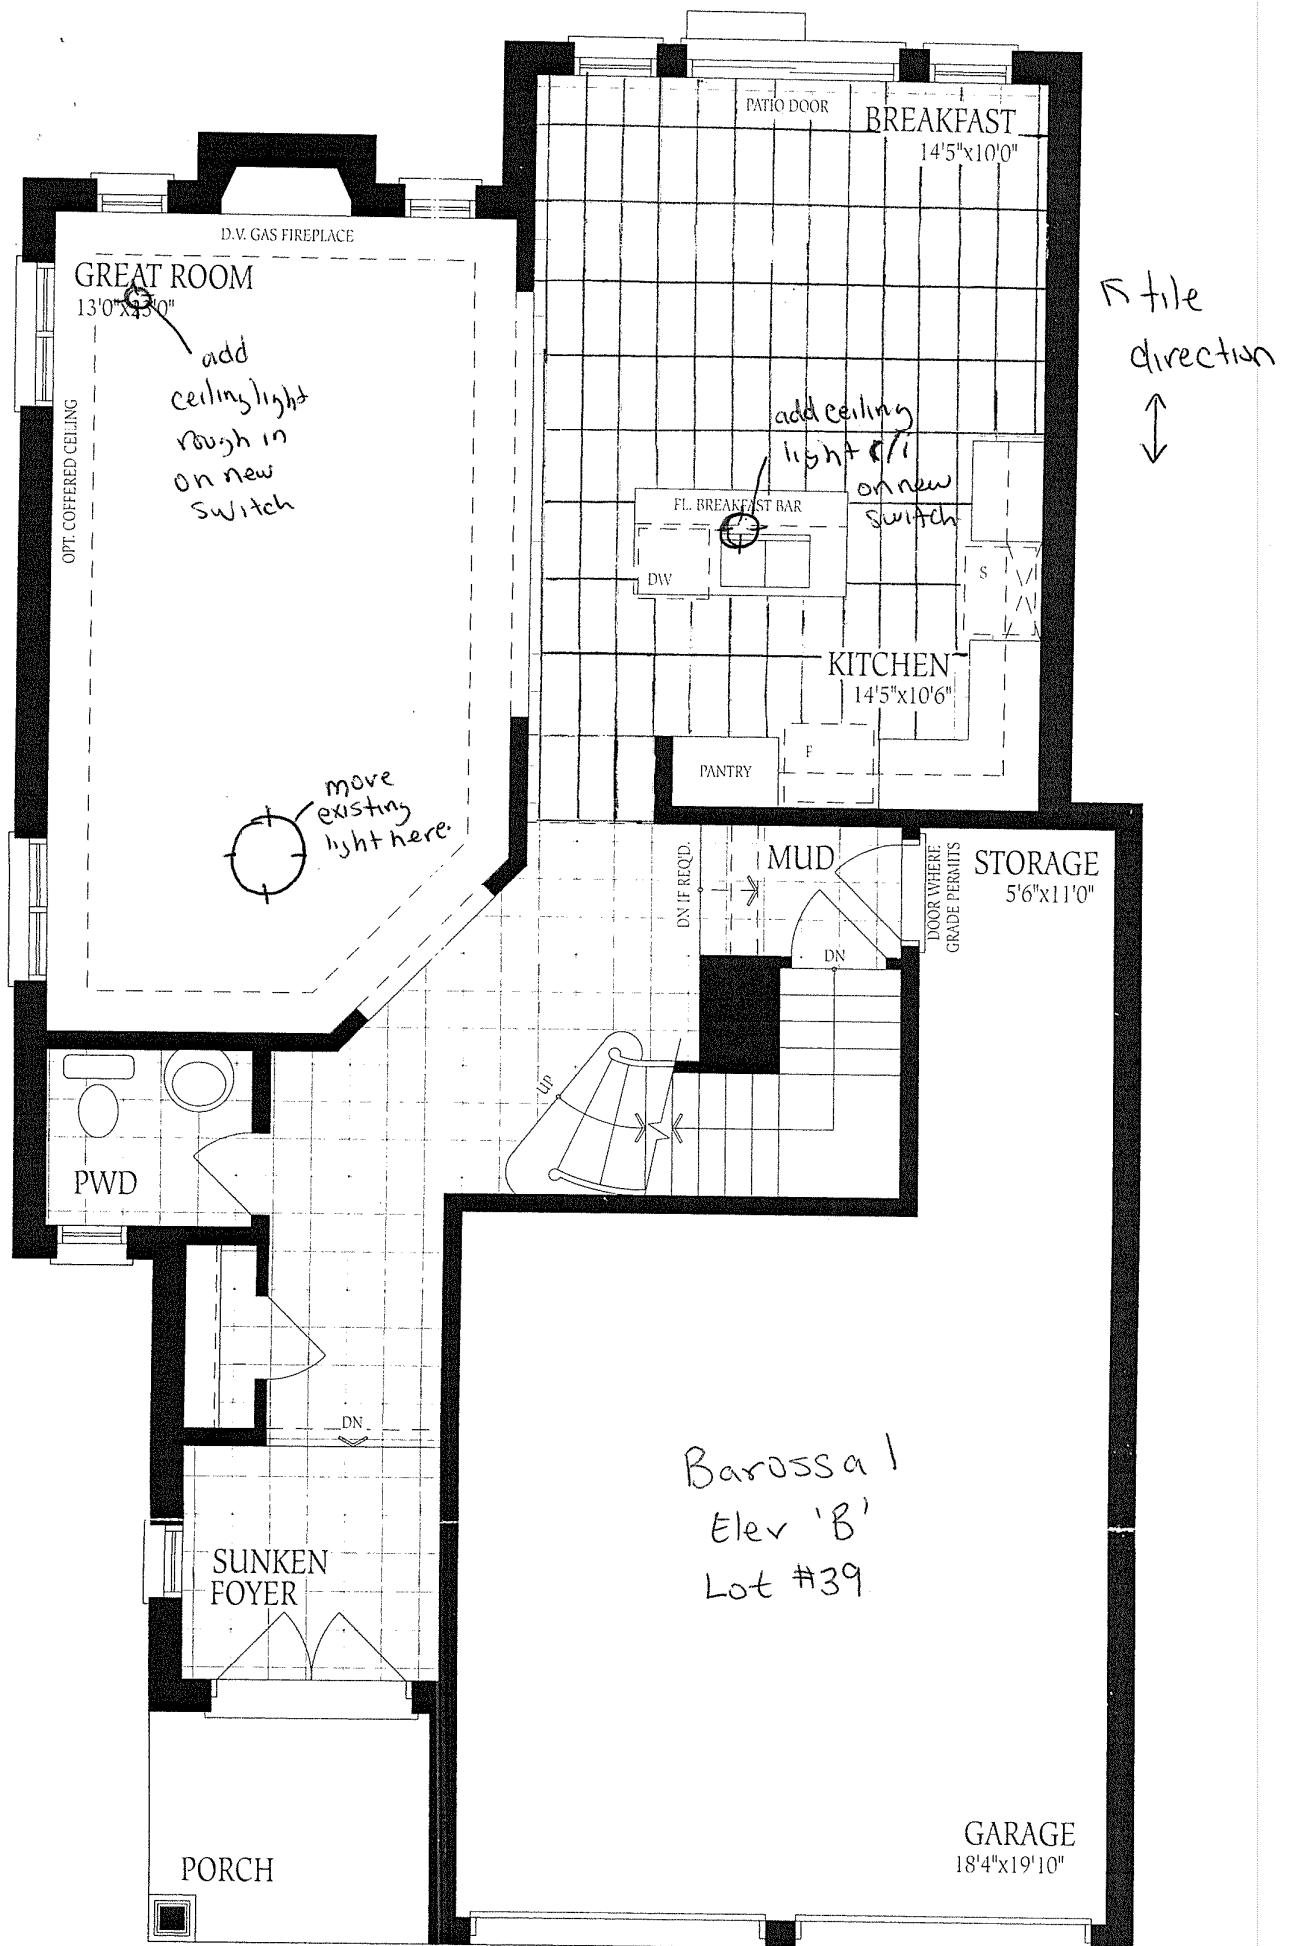 PATIO DOOR
BREAKFAST
14'5"x10'0"
D.V. GAS FIREPLACE
GREAT ROOM
13'0"x23'0"
add
ceiling light
rough in
on new
switch
OPT. COFFERED CEILING
tile
direction
add ceiling
light r/i
on new
switch
FL. BREAKFAST BAR
DW
S
KITCHEN
14'5"x10'6"
PANTRY
F
move
existing
light here.
MUD
DN IF REQ'D.
DOOR WHERE
GRADE PERMITS
STORAGE
5'6"x11'0"
DN
UP
PWD
DN
Barossa 1
Elev 'B'
Lot #39
SUNKEN
FOYER
PORCH
GARAGE
18'4"x19'10"